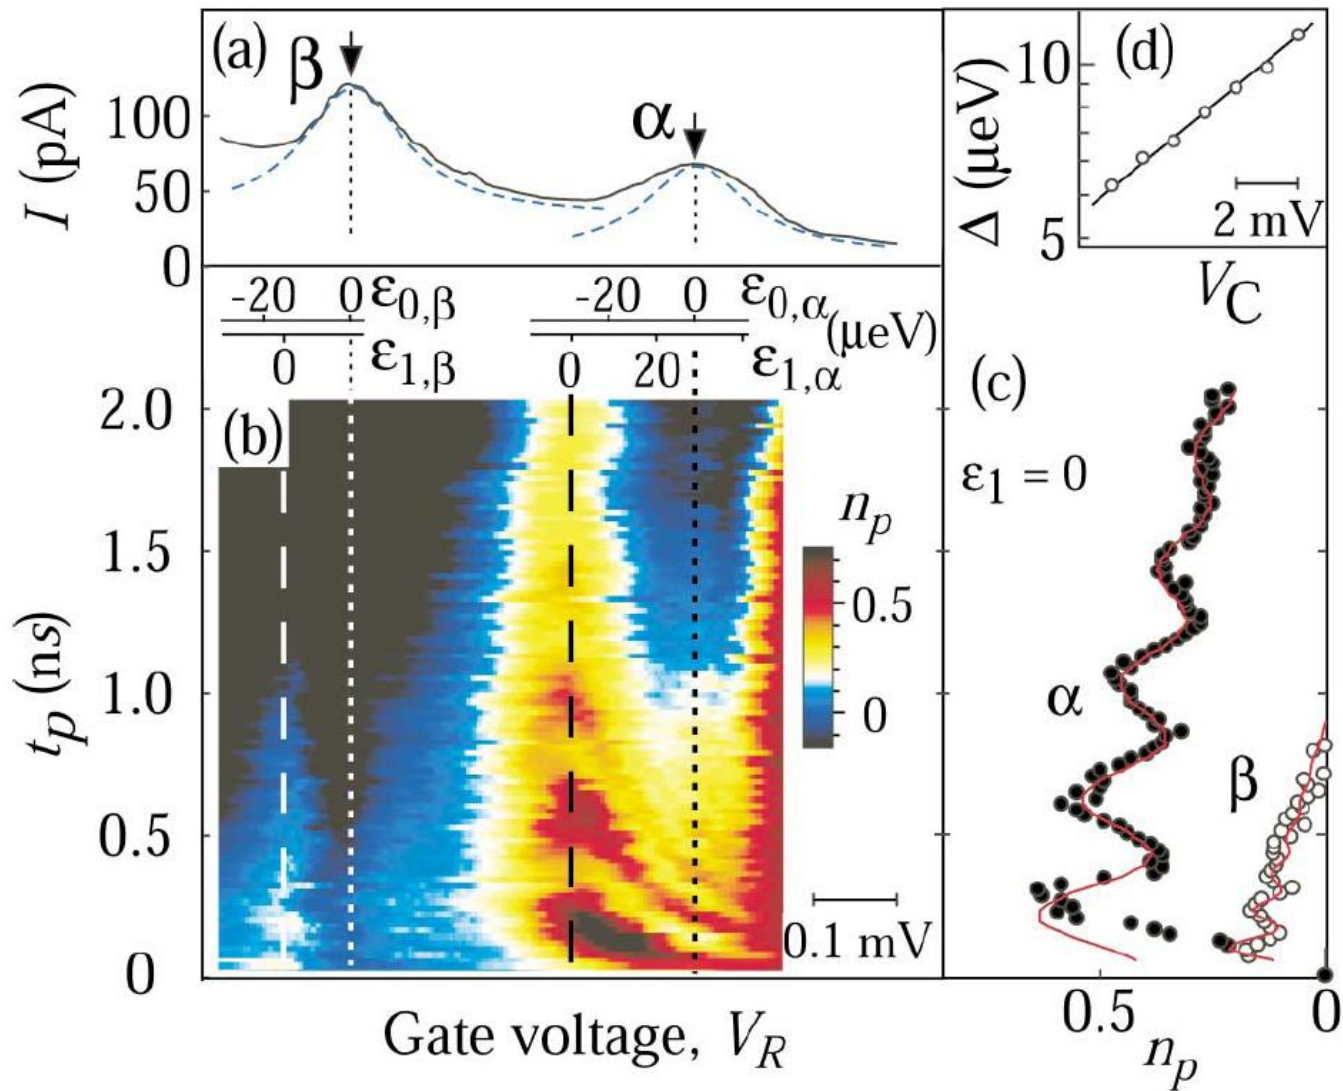 (a)
β
α
I (pA)
100
50
0
-20 0 ε0,β
-20 0 ε0,α
(μeV)
0 ε1,β
0 20 ε1,α
(b)
tp (ns)
2.0
1.5
1.0
0.5
0
np
0.5
0
0.1 mV
Gate voltage, VR
(d)
Δ (μeV)
10
5
2 mV
VC
(c)
ε1 = 0
α
β
0.5 0
np